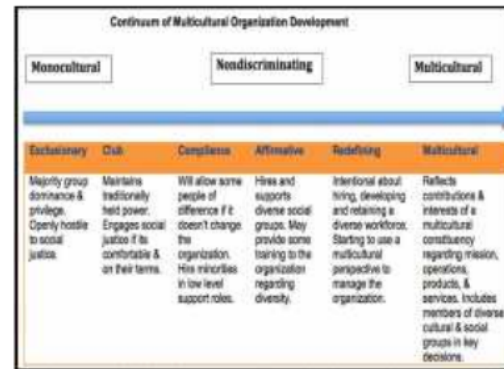 Continuum of Multicultural Organization Development
Monocultural
Nondiscriminating
Multicultural
Exclusionary
Club
Compliance
Affirmative
Redefining
Multicultural
Majority group
dominance &
privilege.
Openly hostile
to social
justice.
Maintains
traditionally
held power.
Engages social
justice if its
comfortable &
on their terms.
Will allow some
people of
difference if it
doesn't change
the
organization.
Hire minorities
in low level
support roles.
Hires and
supports
diverse social
groups. May
provide some
training to the
organization
regarding
diversity.
Intentional about
hiring, developing
and retaining a
diverse workforce.
Starting to use a
multicultural
perspective to
manage the
organization.
Reflects
contributions &
interests of a
multicultural
constituency
regarding mission,
operations,
products, &
services. Includes
members of diverse
cultural & social
groups in key
decisions.